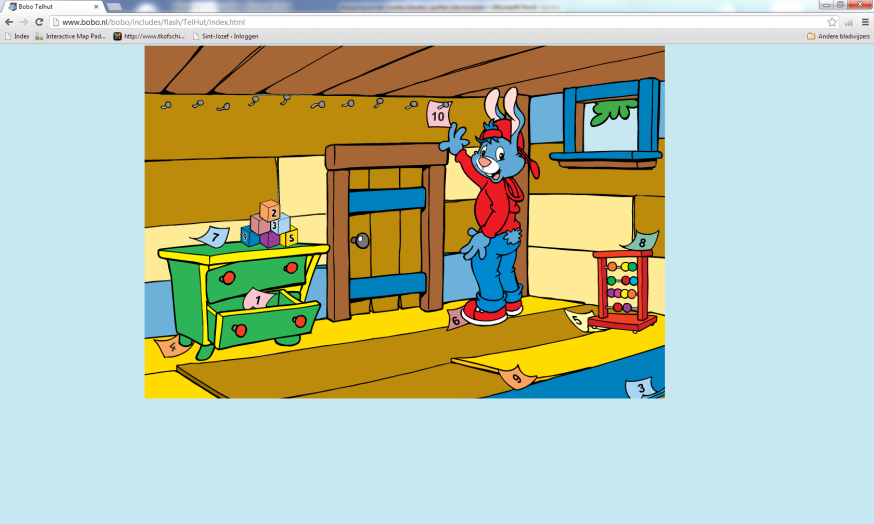 Bobo Telhut
www.bobo.nl/bobo/includes/flash/TelHut/index.html
Index
Interactive Map Pad...
http://www.tkofschi...
Sint-Jozef › Inloggen
Andere bladwijzers
10
2
3
5
7
8
1
6
5
4
9
3